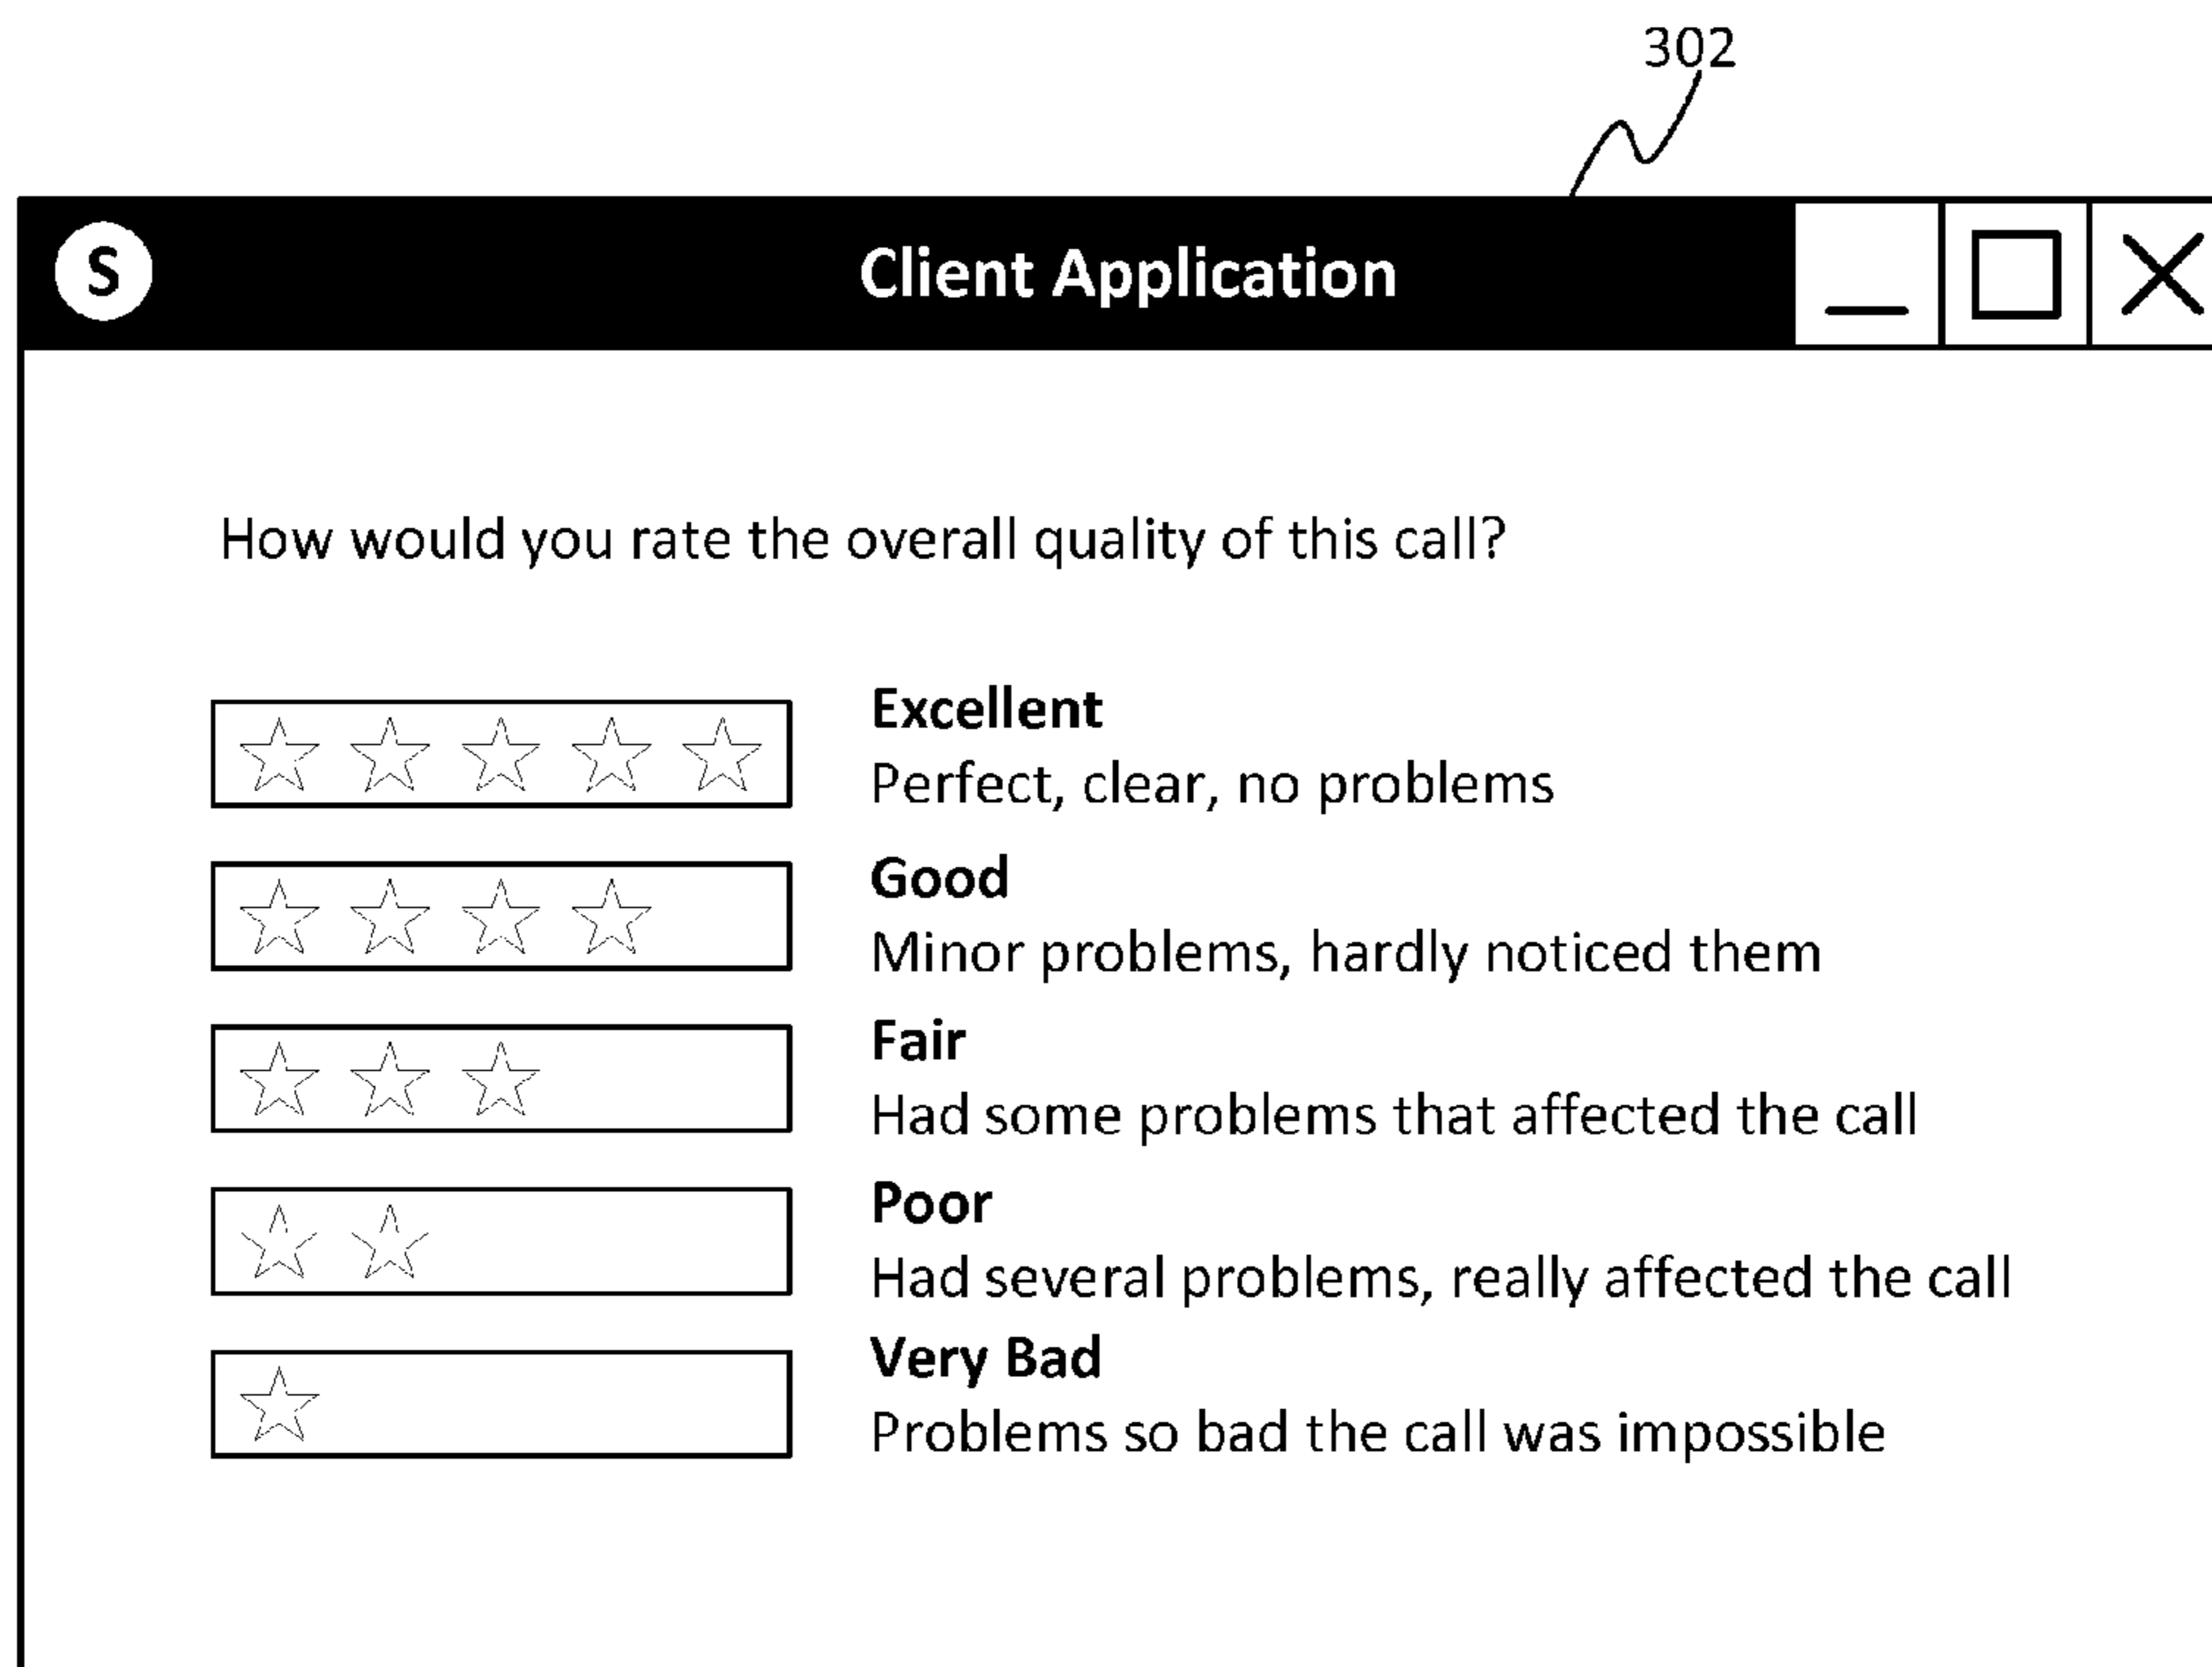 302
S
Client Application
How would you rate the overall quality of this call?
Excellent
Perfect, clear, no problems
Good
Minor problems, hardly noticed them
Fair
Had some problems that affected the call
Poor
Had several problems, really affected the call
Very Bad
Problems so bad the call was impossible